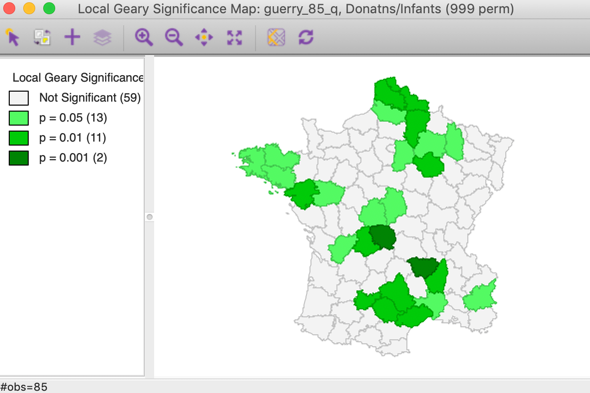 Local Geary Significance Map: guerry_85_q, Donatns/Infants (999 perm)
Local Geary Significance
Not Significant (59)
p = 0.05 (13)
p = 0.01 (11)
p = 0.001 (2)
#obs=85